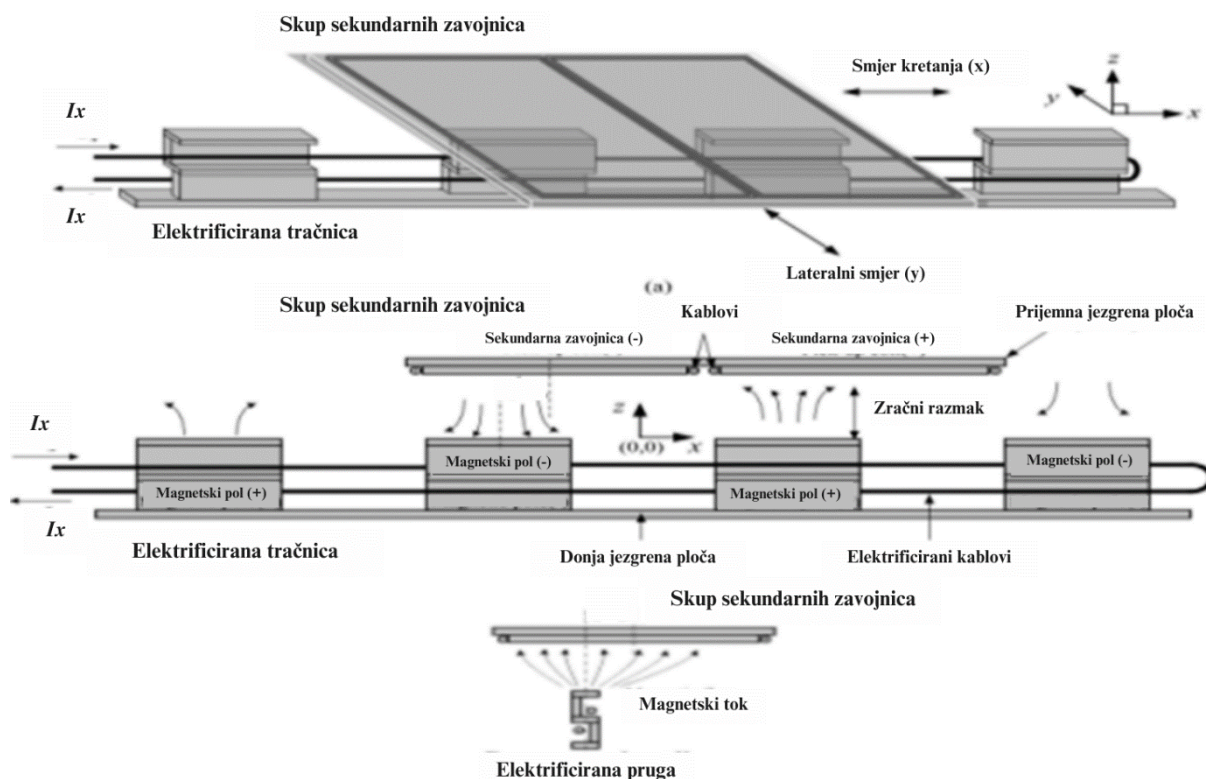 Skup sekundarnih zavojnica
Smjer kretanja (x)
z
y
x
Ix
Ix
Elektrificirana tračnica
Lateralni smjer (y)
(a)
Skup sekundarnih zavojnica
Kablovi
Prijemna jezgrena ploča
Sekundarna zavojnica (-)
Sekundarna zavojnica (+)
Zračni razmak
z
(0,0)
x
Ix
Magnetski pol (-)
Magnetski pol (-)
Magnetski pol (+)
Magnetski pol (+)
Ix
Elektrificirana tračnica
Donja jezgrena ploča
Elektrificirani kablovi
Skup sekundarnih zavojnica
Magnetski tok
Elektrificirana pruga